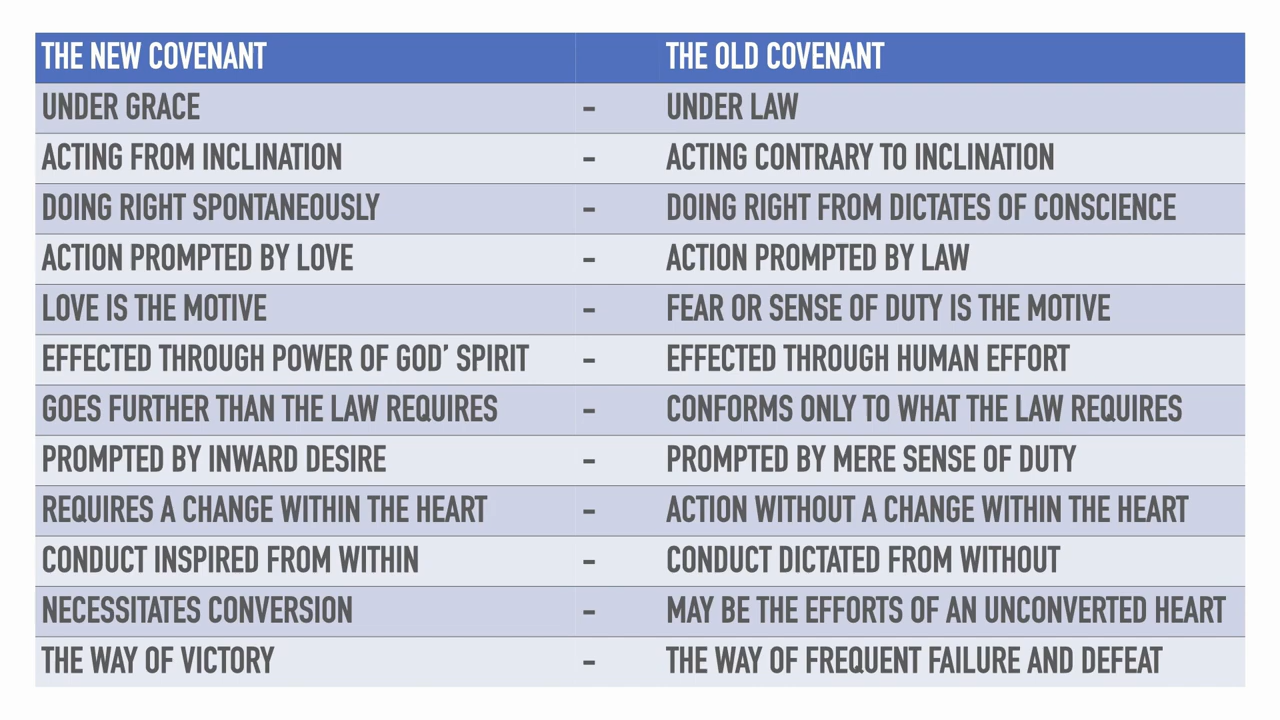 THE NEW COVENANT THE OLD COVENANT
UNDER GRACE - UNDER LAW
ACTING FROM INCLINATION - ACTING CONTRARY TO INCLINATION
DOING RIGHT SPONTANEOUSLY - DOING RIGHT FROM DICTATES OF CONSCIENCE
ACTION PROMPTED BY LOVE - ACTION PROMPTED BY LAW
LOVE IS THE MOTIVE - FEAR OR SENSE OF DUTY IS THE MOTIVE
EFFECTED THROUGH POWER OF GOD’ SPIRIT - EFFECTED THROUGH HUMAN EFFORT
GOES FURTHER THAN THE LAW REQUIRES - CONFORMS ONLY TO WHAT THE LAW REQUIRES
PROMPTED BY INWARD DESIRE - PROMPTED BY MERE SENSE OF DUTY
REQUIRES A CHANGE WITHIN THE HEART - ACTION WITHOUT A CHANGE WITHIN THE HEART
CONDUCT INSPIRED FROM WITHIN - CONDUCT DICTATED FROM WITHOUT
NECESSITATES CONVERSION - MAY BE THE EFFORTS OF AN UNCONVERTED HEART
THE WAY OF VICTORY - THE WAY OF FREQUENT FAILURE AND DEFEAT